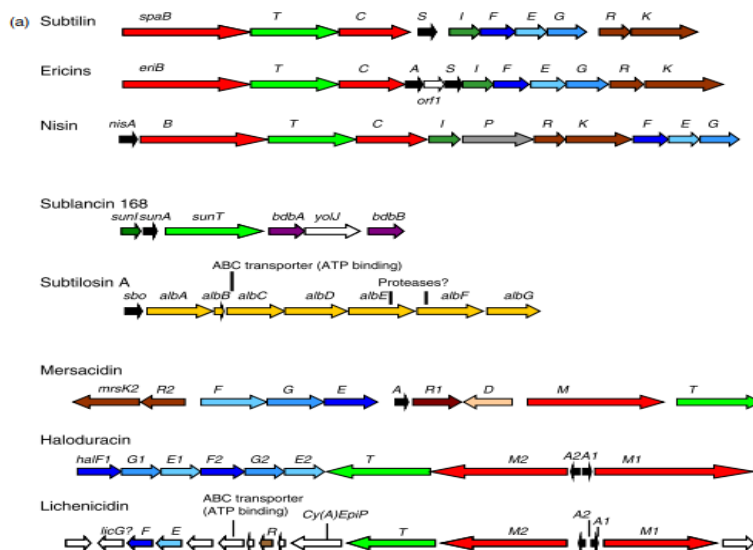 (a) Subtilin spaB T C S I F E G R K
Ericins eriB T C A S I F E G R K
orf1
Nisin nisA B T C I P R K F E G
Sublancin 168
sunI sunA sunT bdbA yolJ bdbB
ABC transporter (ATP binding)
Subtilosin A Proteases?
sbo albA albB albC albD albE albF albG
Mersacidin
mrsK2 R2 F G E A R1 D M T
Haloduracin
halF1 G1 E1 F2 G2 E2 T M2 A2 A1 M1
Lichenicidin ABC transporter
(ATP binding) Cy(A)EpiP A2
licG? F E R T M2 A1 M1